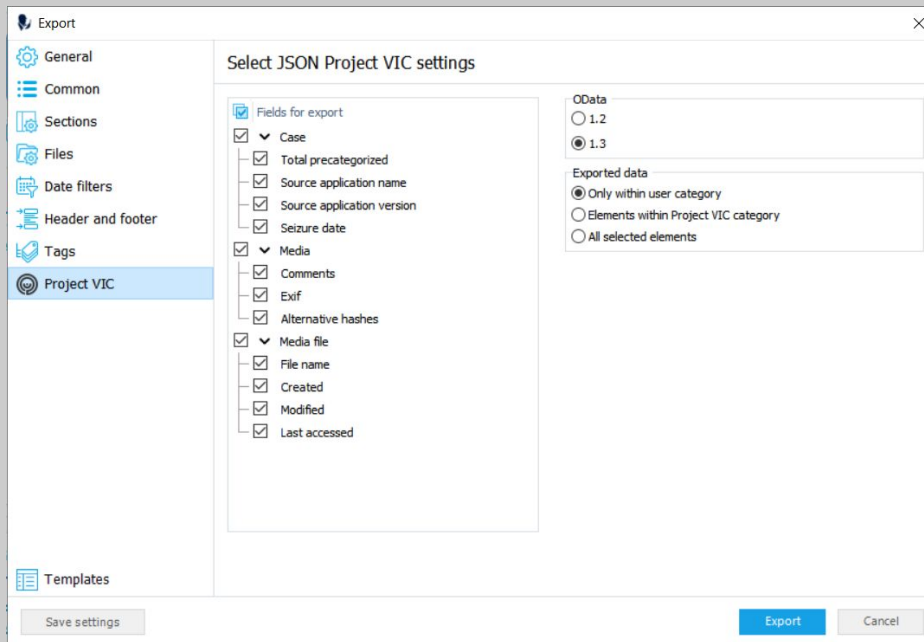 Export
General
Common
Sections
Files
Date filters
Header and footer
Tags
Project VIC
Templates
Save settings
Select JSON Project VIC settings
Fields for export
Case
Total precategorized
Source application name
Source application version
Seizure date
Media
Comments
Exif
Alternative hashes
Media file
File name
Created
Modified
Last accessed
OData
1.2
1.3
Exported data
Only within user category
Elements within Project VIC category
All selected elements
Export
Cancel